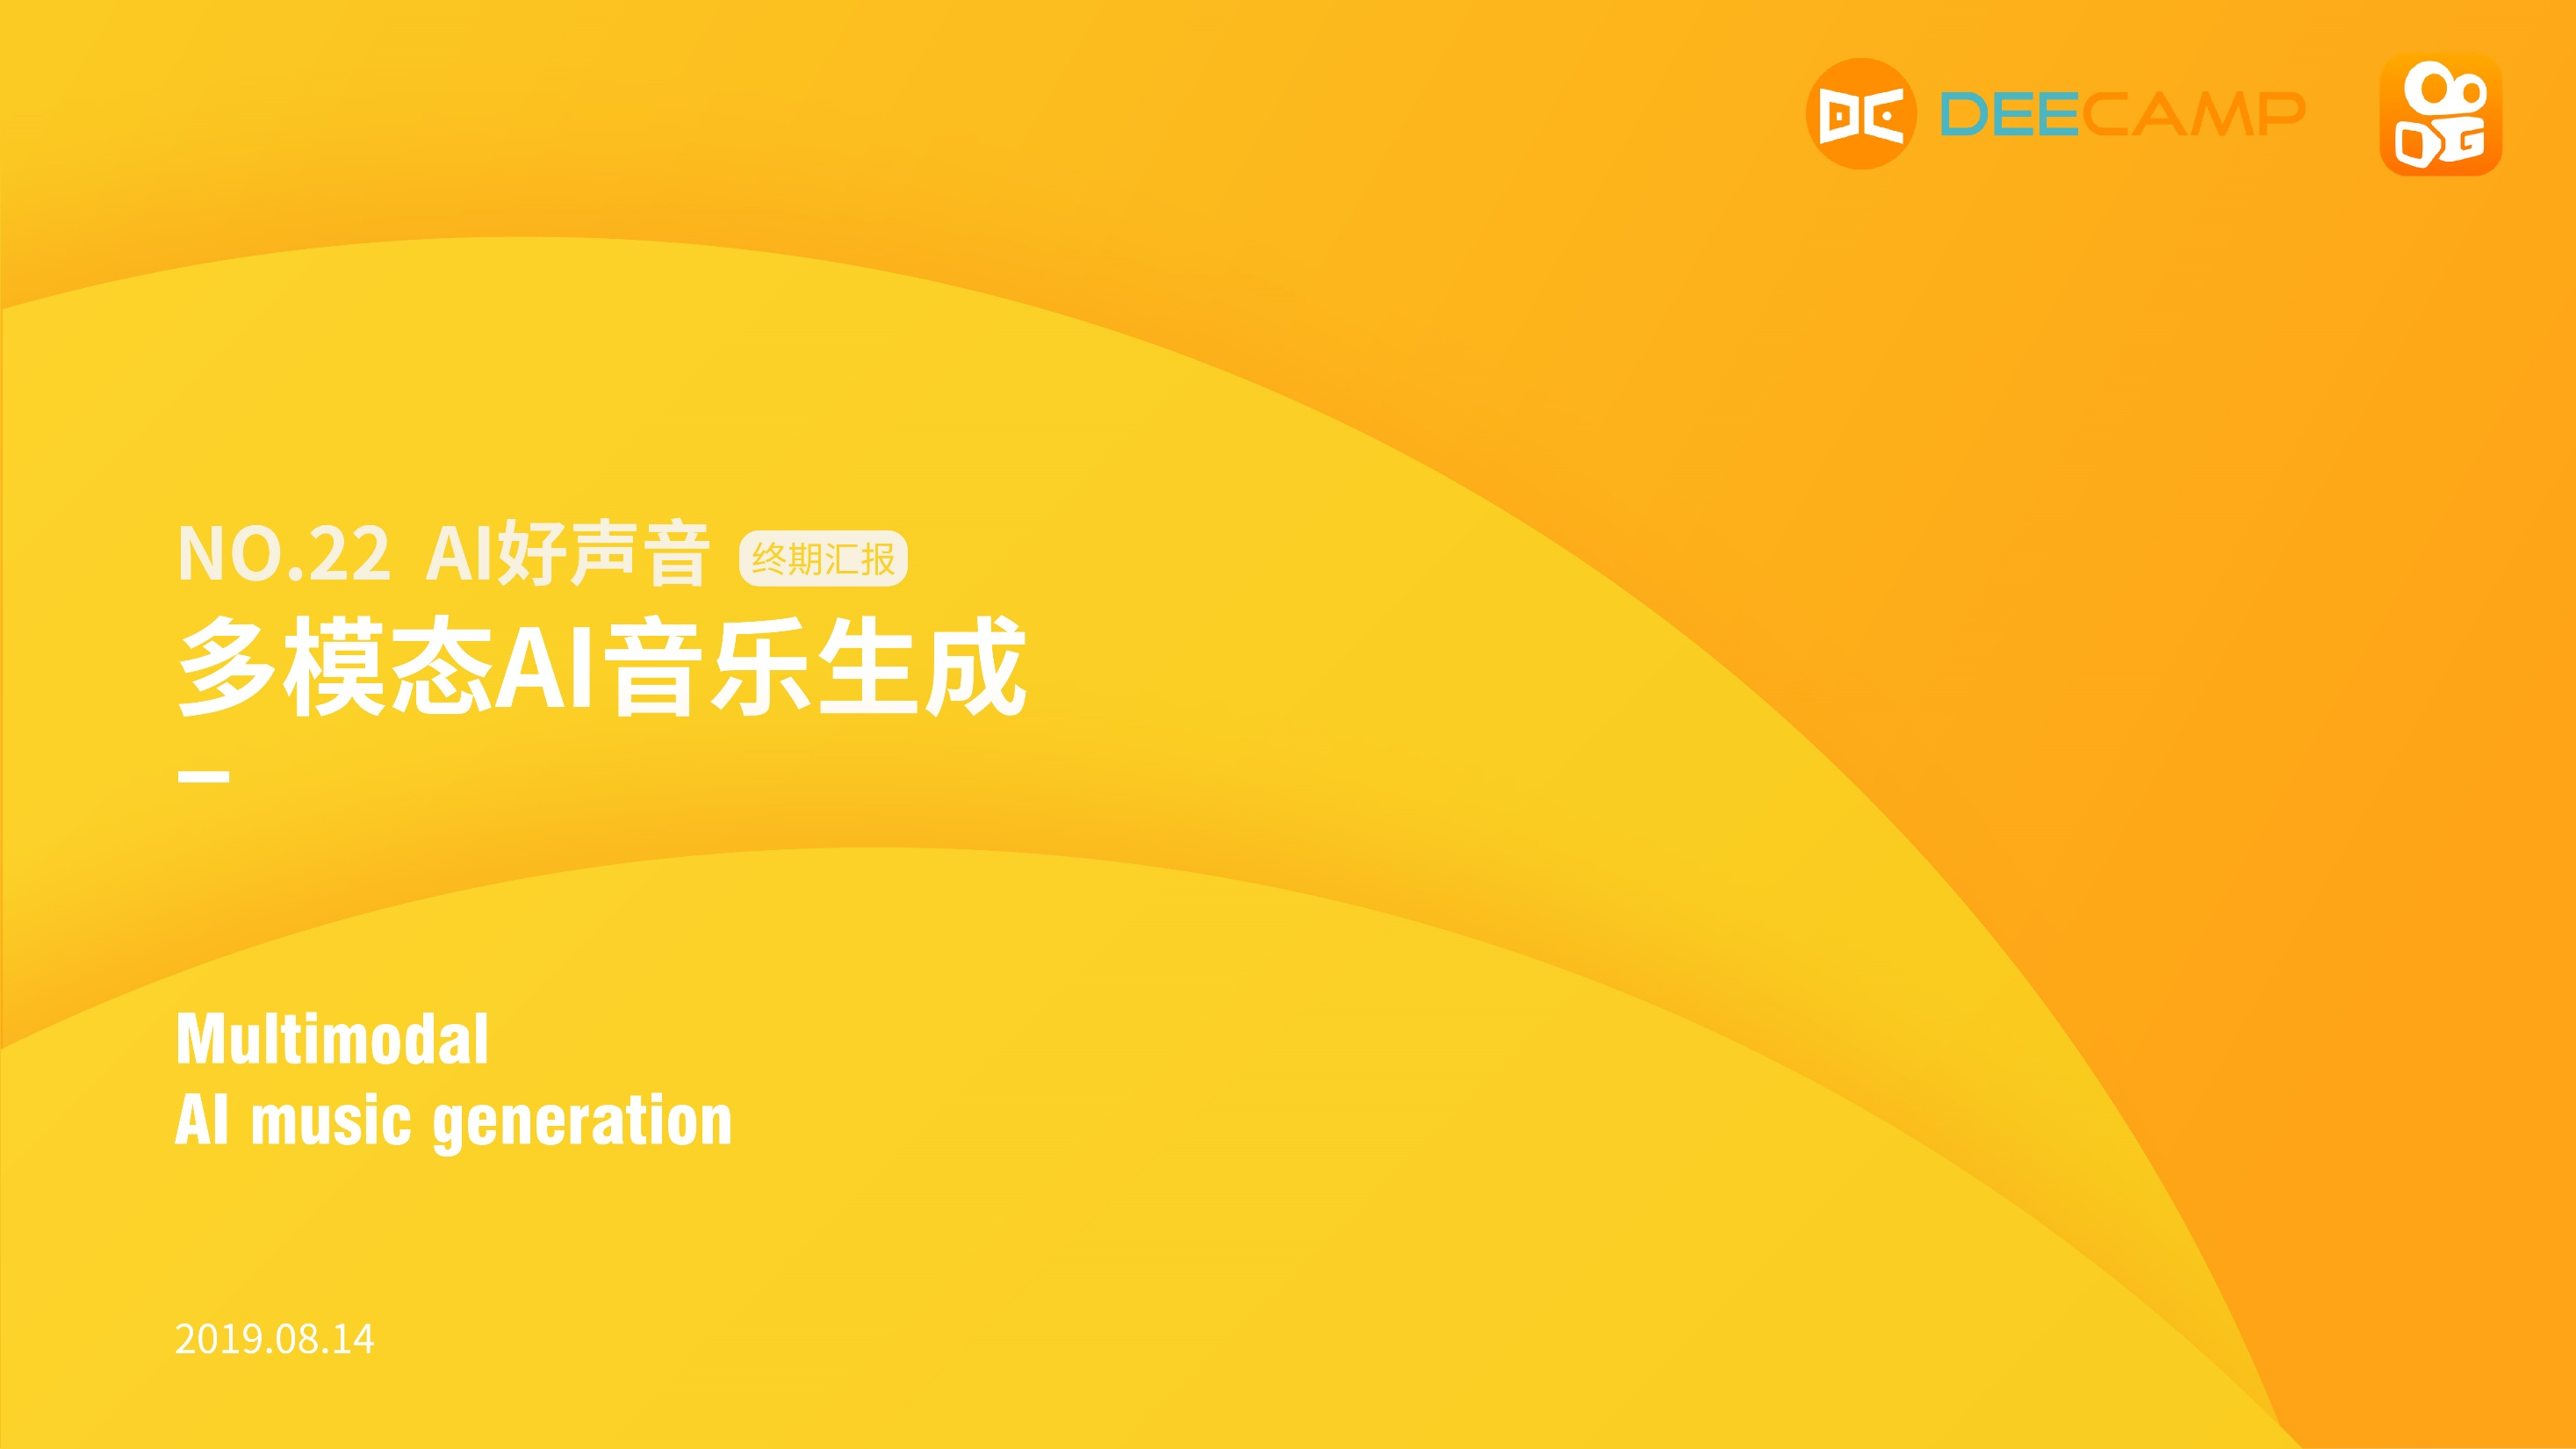 DC DEECAMP
NO.22 AI好声音 终期汇报
多模态AI音乐生成
Multimodal
AI music generation
2019.08.14